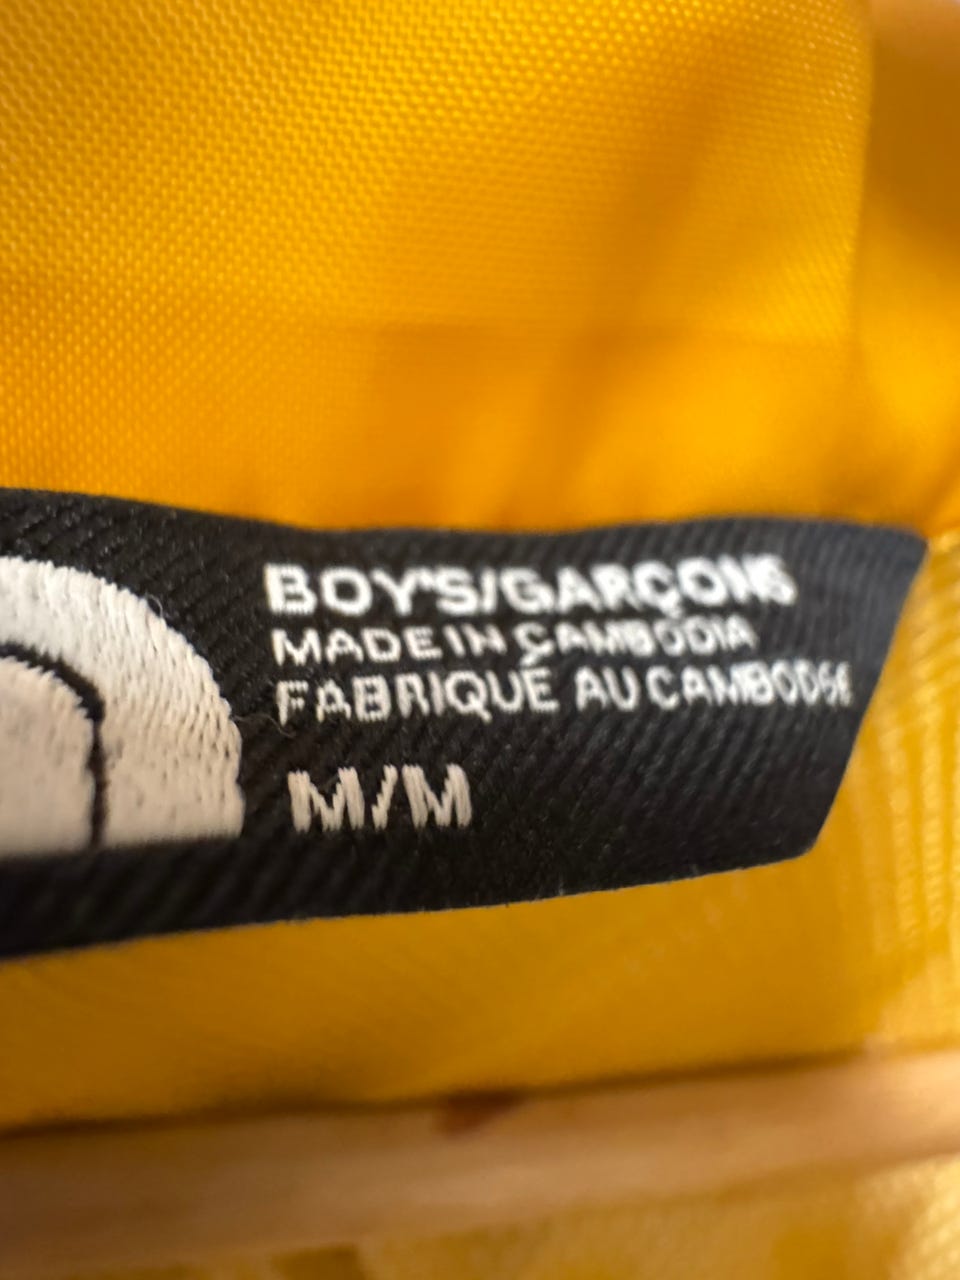 BOY'S/GARÇONS
MADE IN CAMBODIA
FABRIQUÉ AU CAMBODGE
M/M